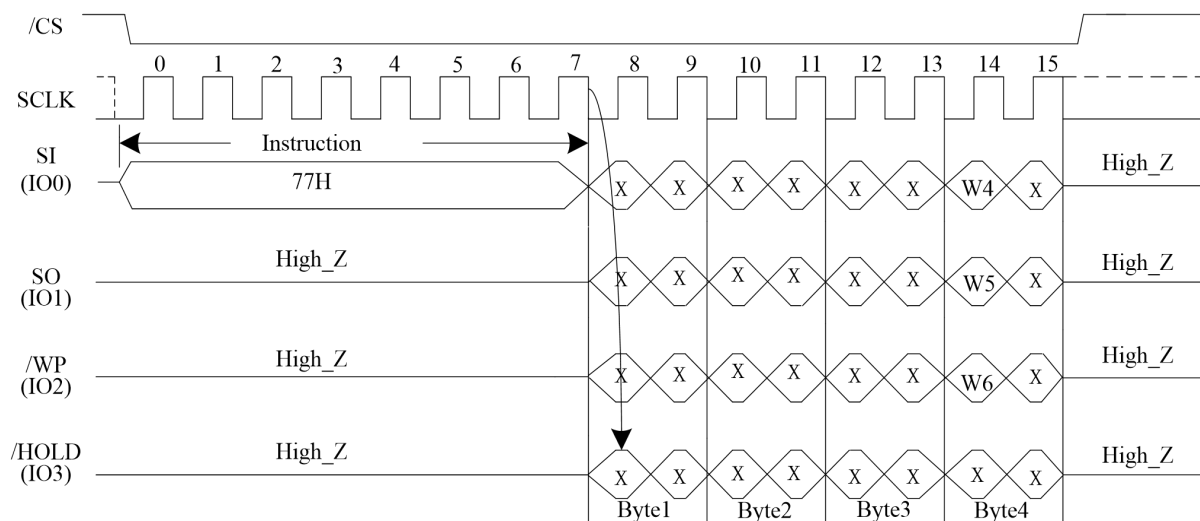 /CS
0 1 2 3 4 5 6 7 8 9 10 11 12 13 14 15
SCLK
Instruction
SI
(IO0)
77H
X X X X X X W4 X
High_Z
SO
(IO1)
High_Z
X X X X X X W5 X
High_Z
/WP
(IO2)
High_Z
X X X X X X W6 X
High_Z
/HOLD
(IO3)
High_Z
X X X X X X X X
High_Z
Byte1 Byte2 Byte3 Byte4